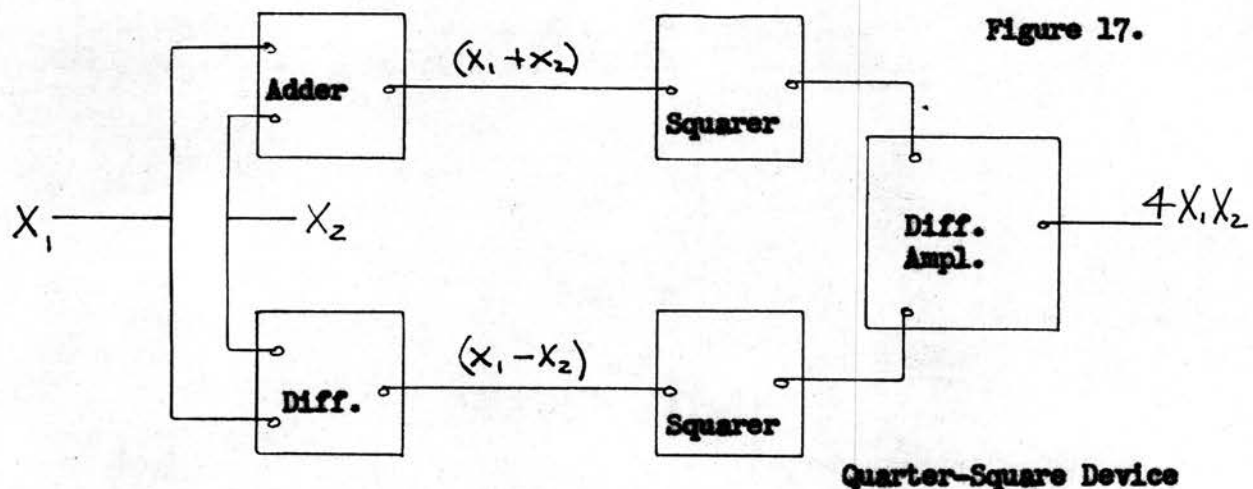 Figure 17.
(X₁ + X₂)
Adder
Squarer
X₁
X₂
Diff.
Ampl.
4X₁X₂
(X₁ - X₂)
Diff.
Squarer
Quarter-Square Device